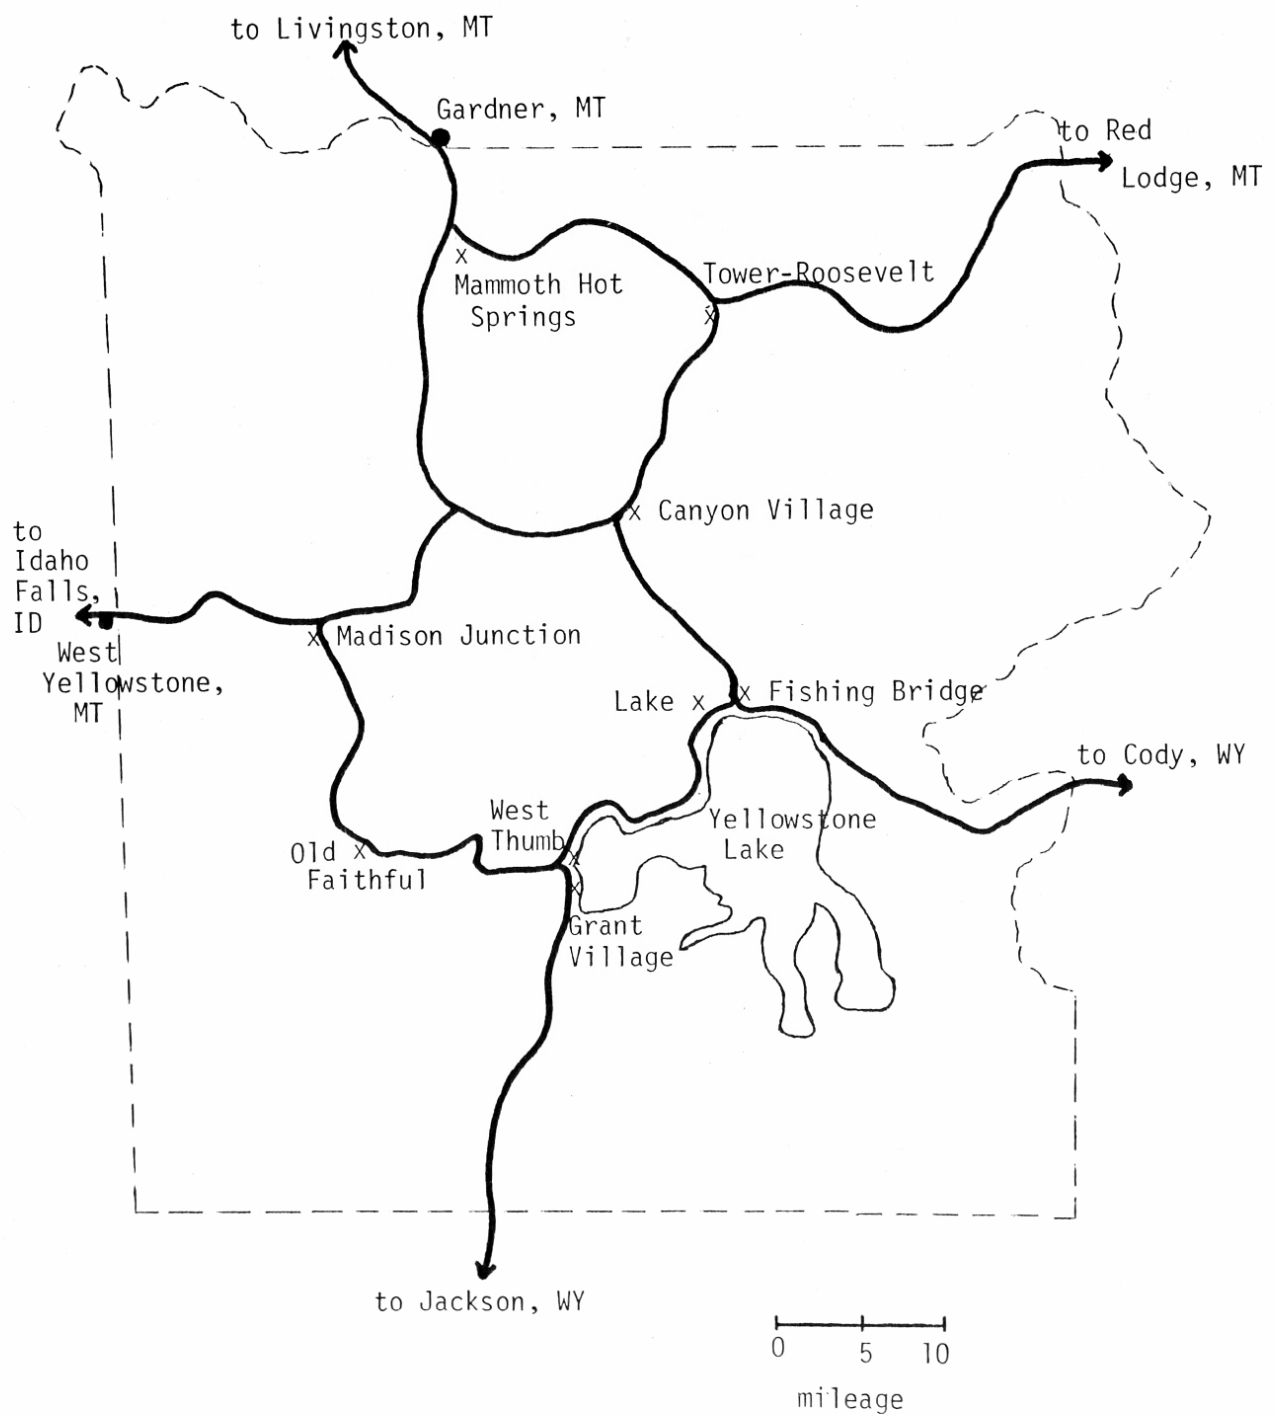 to Livingston, MT
Gardner, MT
to Red
Lodge, MT
Tower-Roosevelt
x
x
Mammoth Hot
Springs
x Canyon Village
to
Idaho
Falls,
ID
West
Yellowstone,
MT
x Madison Junction
Lake x
x Fishing Bridge
to Cody, WY
West
Thumb
x
Yellowstone
Lake
Old x
Faithful
x
Grant
Village
to Jackson, WY
0 5 10
mileage